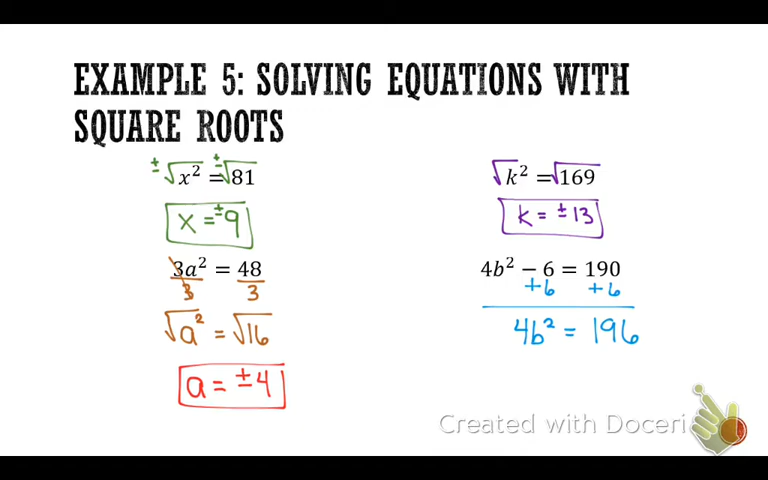 EXAMPLE 5: SOLVING EQUATIONS WITH
SQUARE ROOTS
±√x² = ±√81
x = ±9
3a² = 48
3 3
√a² = √16
a = ±4
√k² = √169
k = ±13
4b² − 6 = 190
+6 +6
4b² = 196
Created with Doceri